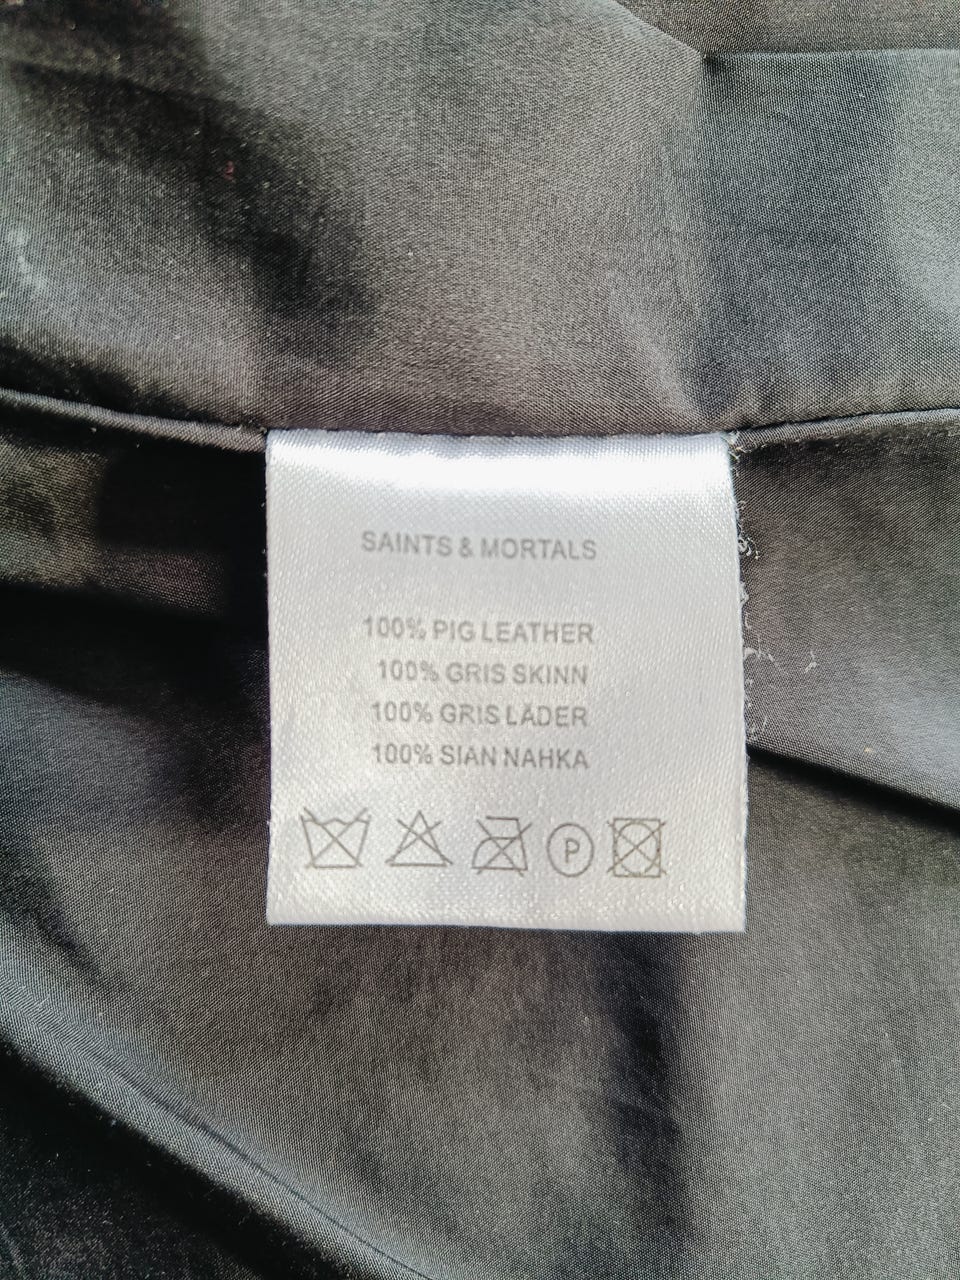 SAINTS & MORTALS
100% PIG LEATHER
100% GRIS SKINN
100% GRIS LÄDER
100% SIAN NAHKA
P